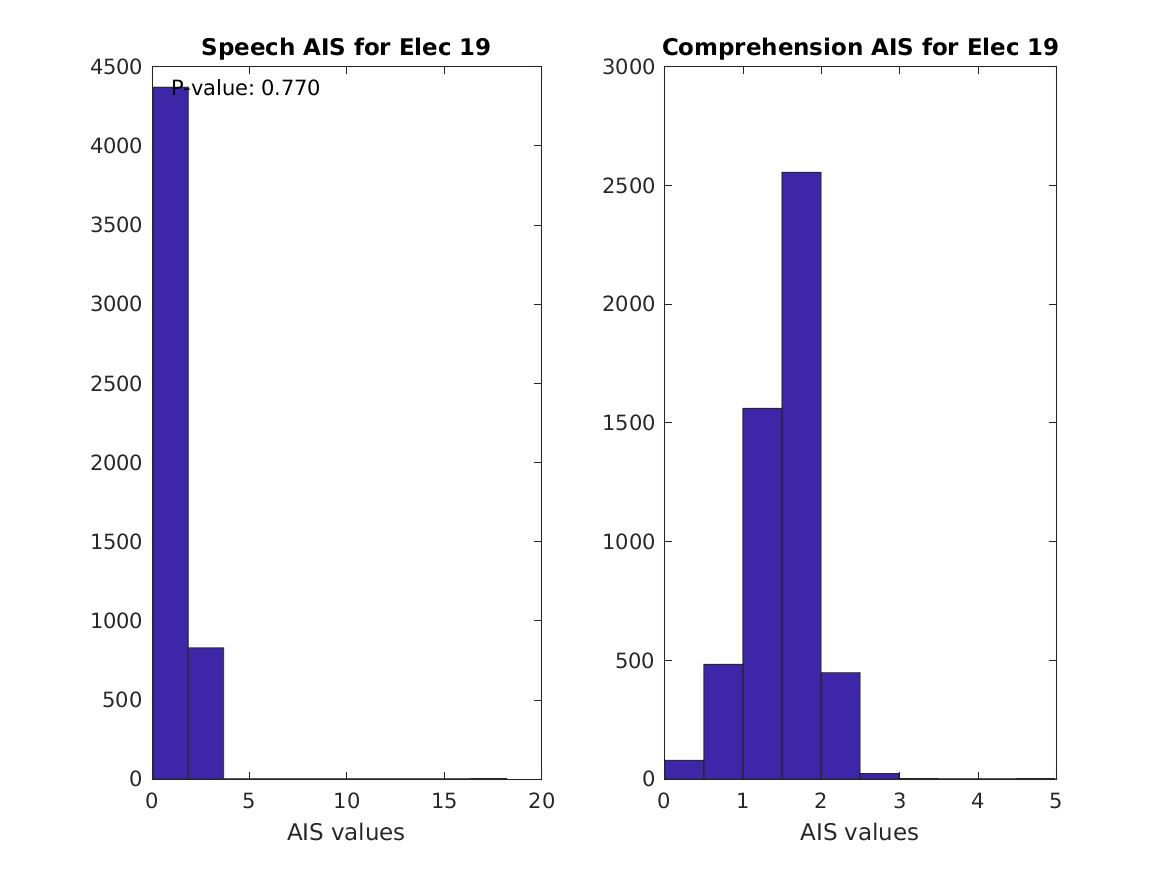 Speech AIS for Elec 19
4500
4000
3500
3000
2500
2000
1500
1000
500
0
P-value: 0.770
0 5 10 15 20
AIS values
Comprehension AIS for Elec 19
3000
2500
2000
1500
1000
500
0
0 1 2 3 4 5
AIS values